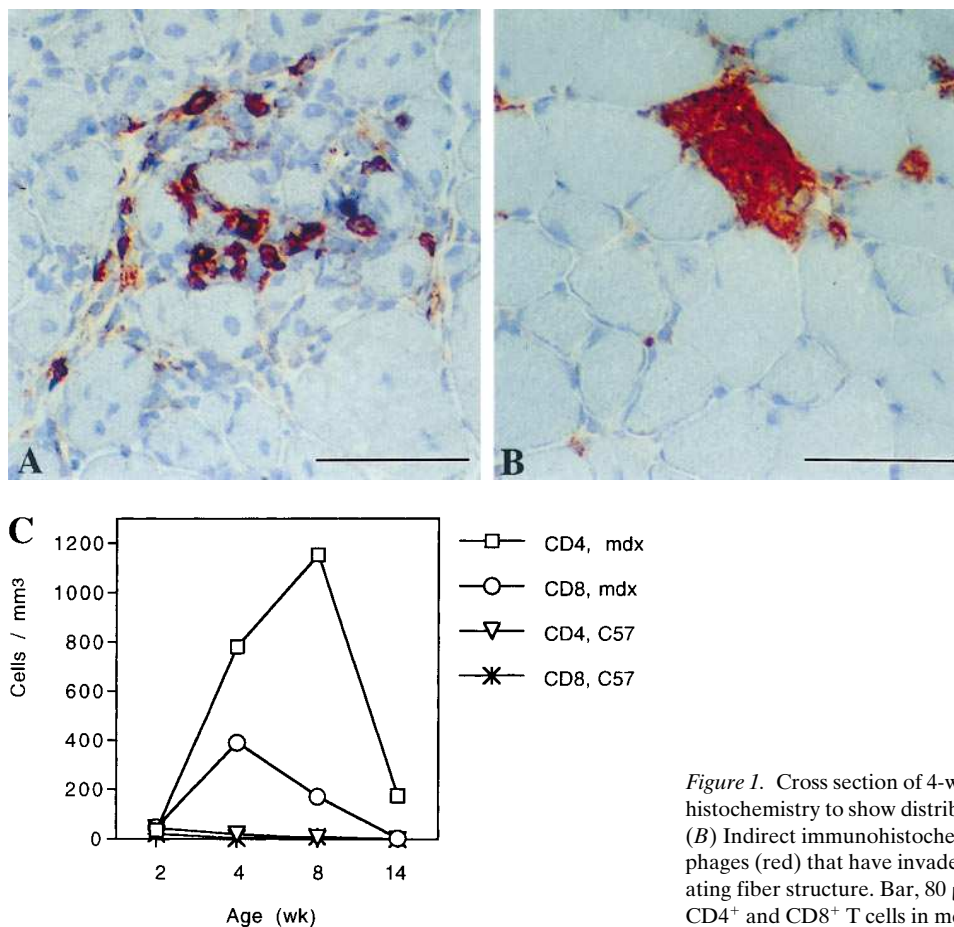 A
B
C
1200
1000
800
600
400
200
0
Cells / mm³
2 4 8 14
Age (wk)
CD4, mdx
CD8, mdx
CD4, C57
CD8, C57
Figure 1. Cross section of 4-w
histochemistry to show distrib
(B) Indirect immunohistoche
phages (red) that have invade
ating fiber structure. Bar, 80
CD4⁺ and CD8⁺ T cells in m